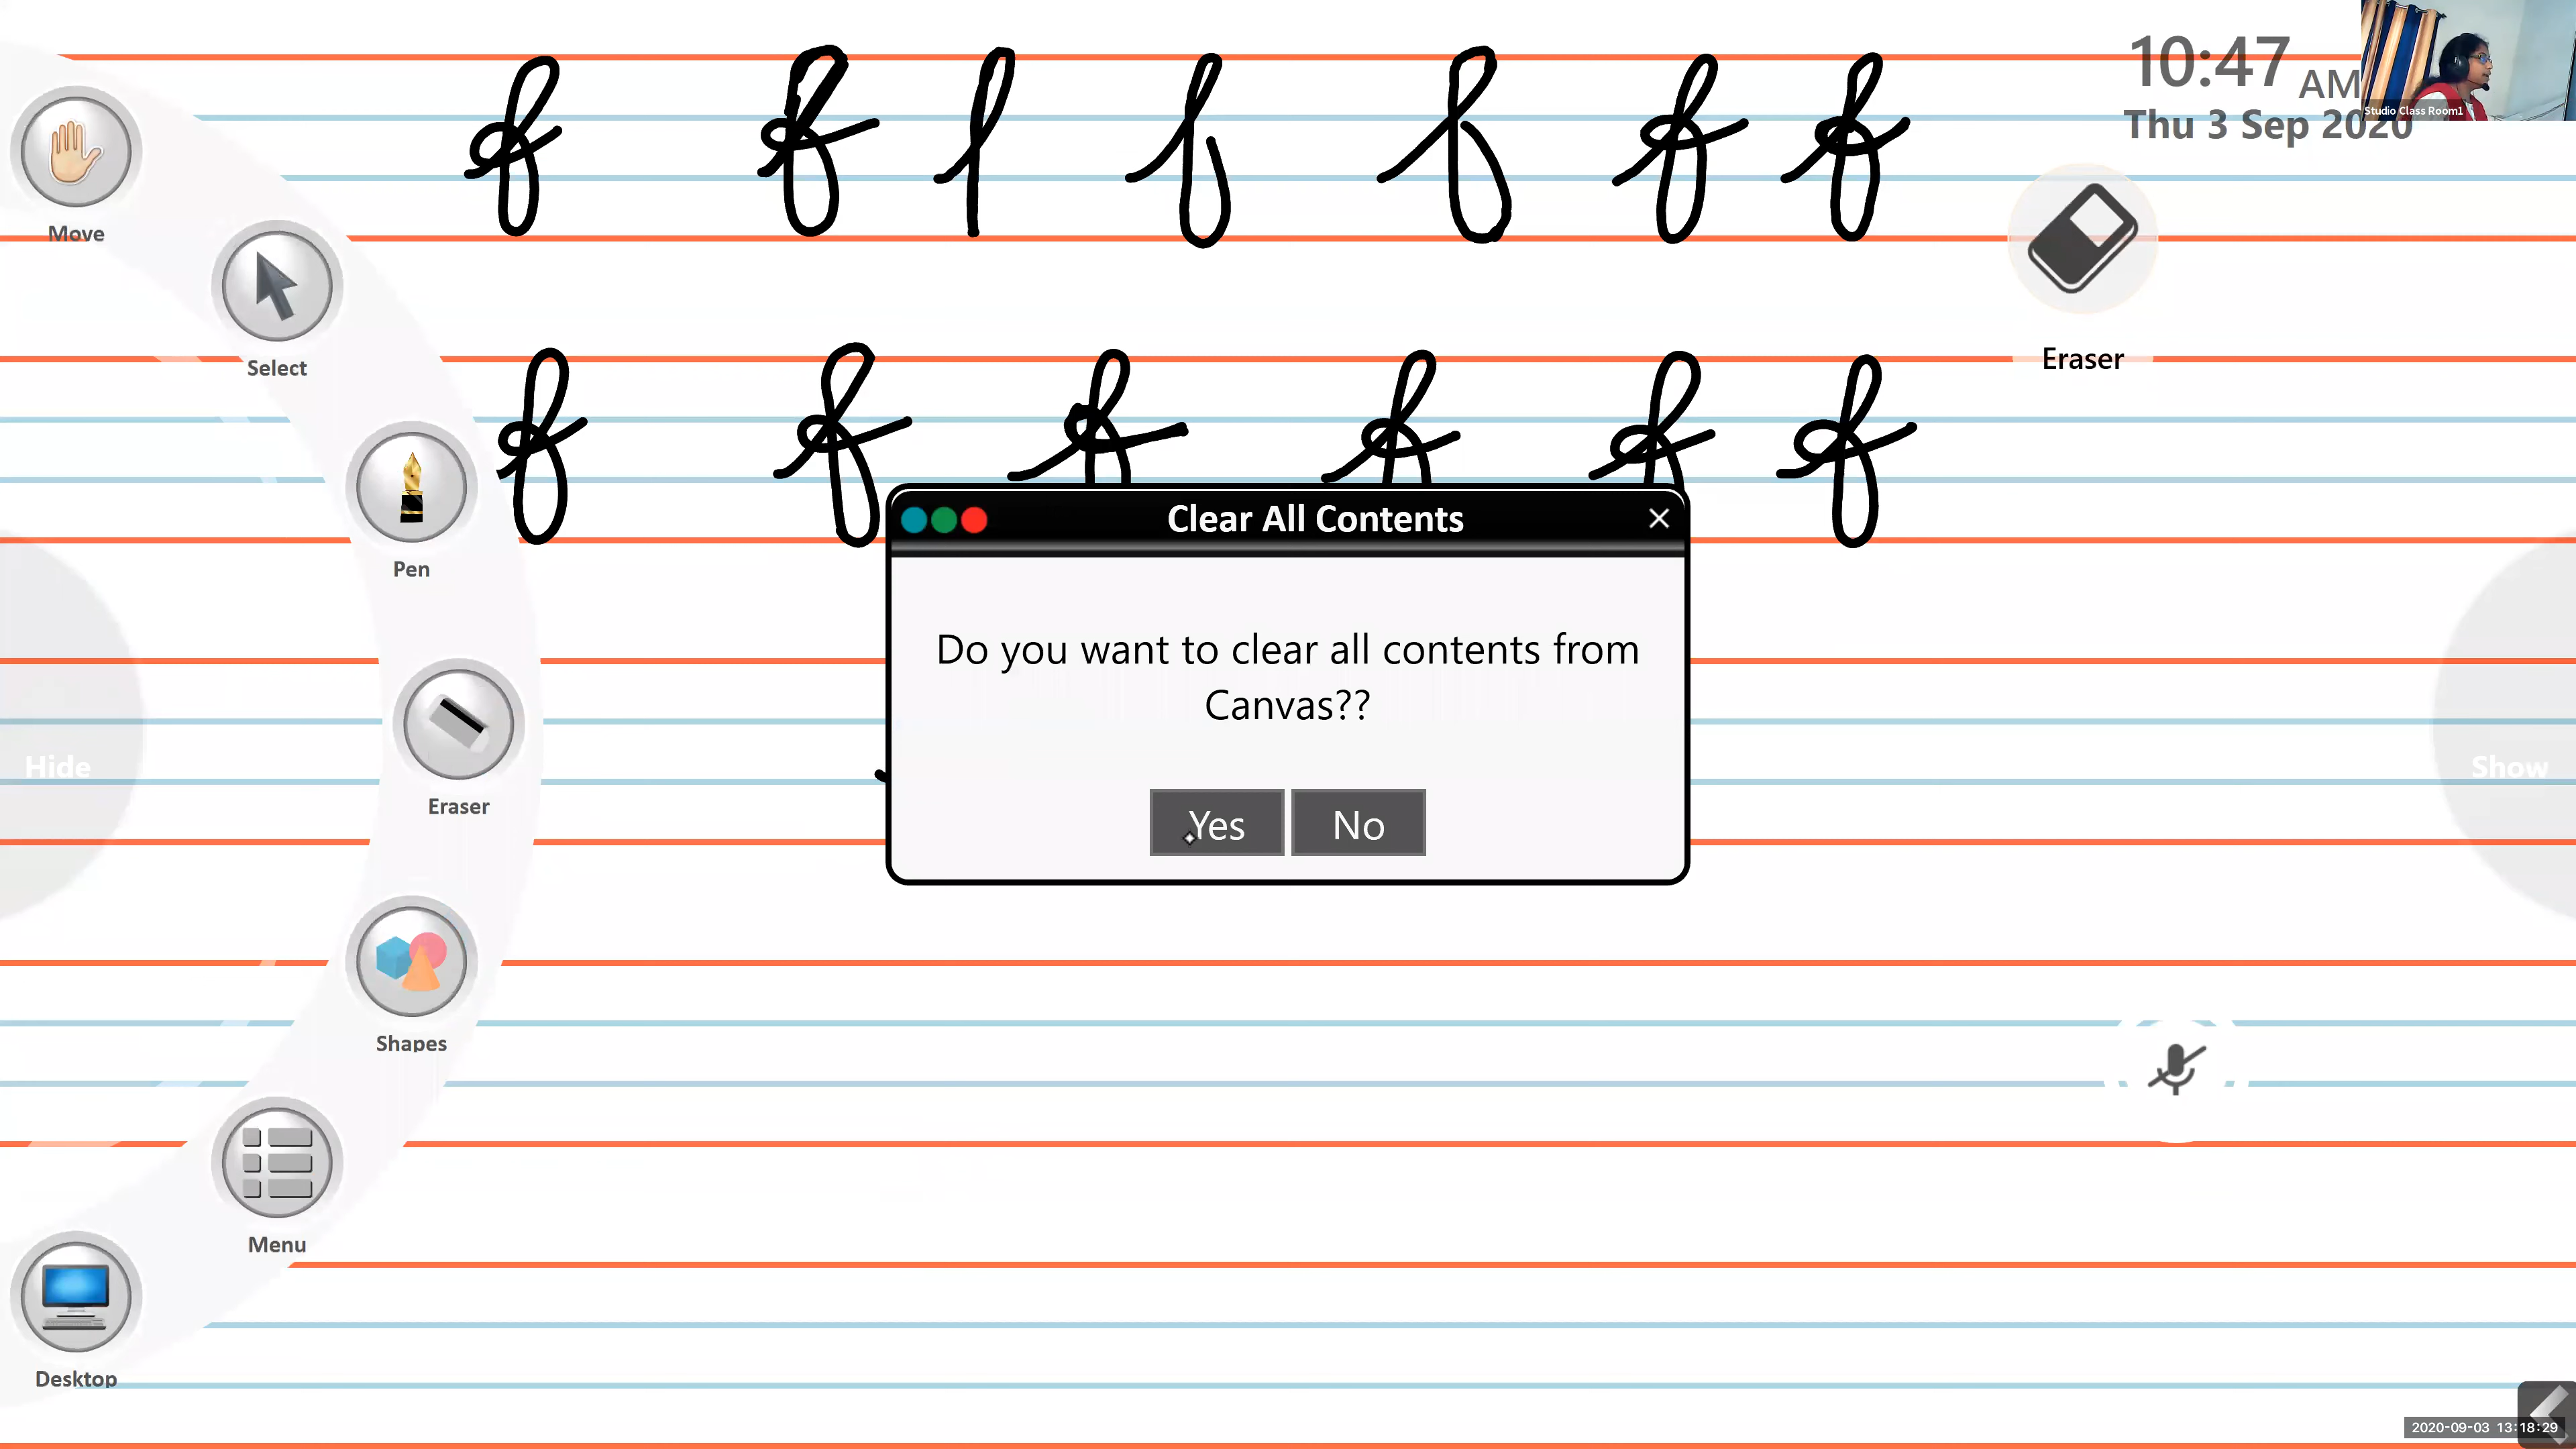 10:47 AM
Thu 3 Sep 2020
Studio Class Room1
f f f f f f
Move
Select
Eraser
f f f f f f
Pen
Clear All Contents
Do you want to clear all contents from
Canvas??
Hide
Show
Yes No
Eraser
Shapes
Menu
Desktop
2020-09-03 13:18:29